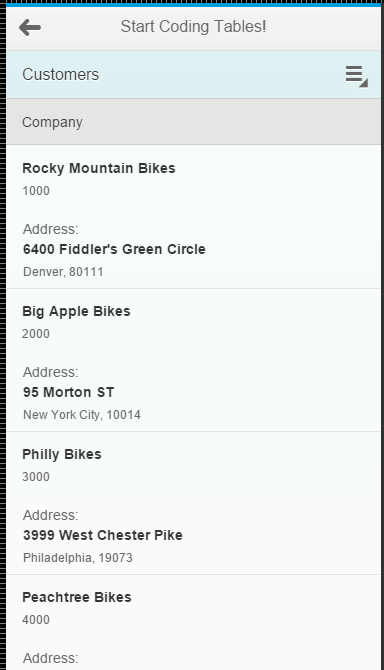 Start Coding Tables!
Customers
Company
Rocky Mountain Bikes
1000
Address:
6400 Fiddler's Green Circle
Denver, 80111
Big Apple Bikes
2000
Address:
95 Morton ST
New York City, 10014
Philly Bikes
3000
Address:
3999 West Chester Pike
Philadelphia, 19073
Peachtree Bikes
4000
Address: